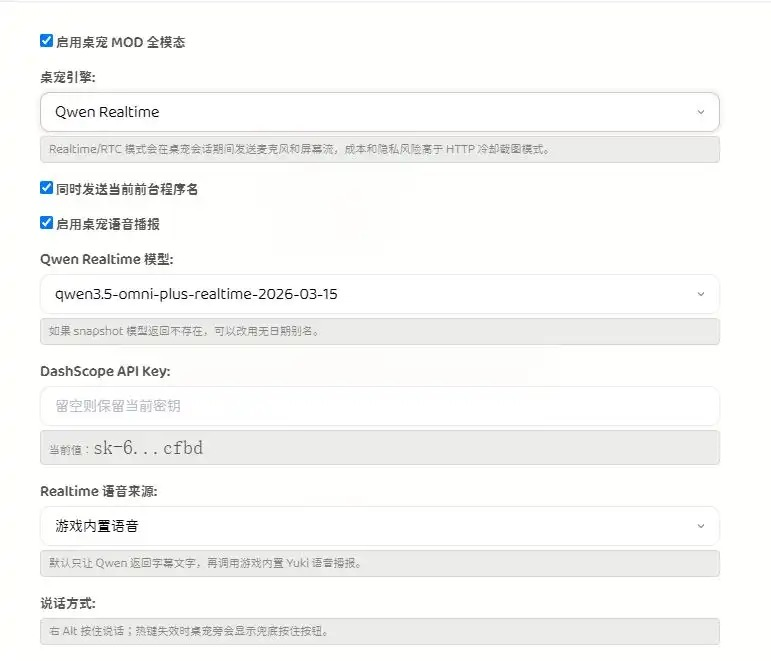 启用桌宠 MOD 全模态
桌宠引擎:
Qwen Realtime
Realtime/RTC 模式会在桌宠会话期间发送麦克风和屏幕流，成本和隐私风险高于 HTTP 冷却截图模式。
同时发送当前前台程序名
启用桌宠语音播报
Qwen Realtime 模型:
qwen3.5-omni-plus-realtime-2026-03-15
如果 snapshot 模型返回不存在，可以改用无日期别名。
DashScope API Key:
留空则保留当前密钥
当前值：sk-6...cfbd
Realtime 语音来源:
游戏内置语音
默认只让 Qwen 返回字幕文字，再调用游戏内置 Yuki 语音播报。
说话方式:
右 Alt 按住说话；热键失效时桌宠旁会显示兜底按住按钮。